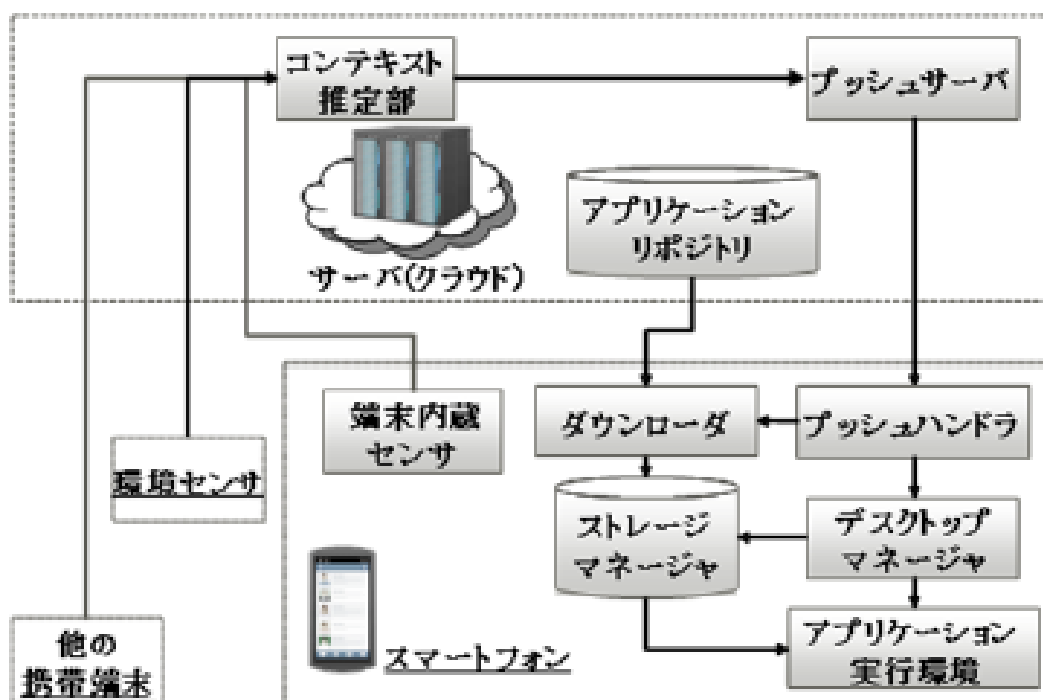 コンテキスト
推定部
プッシュサーバ
アプリケーション
リポジトリ
サーバ(クラウド)
端末内蔵
センサ
ダウンローダ
プッシュハンドラ
環境センサ
ストレージ
マネージャ
デスクトップ
マネージャ
他の
携帯端末
スマートフォン
アプリケーション
実行環境